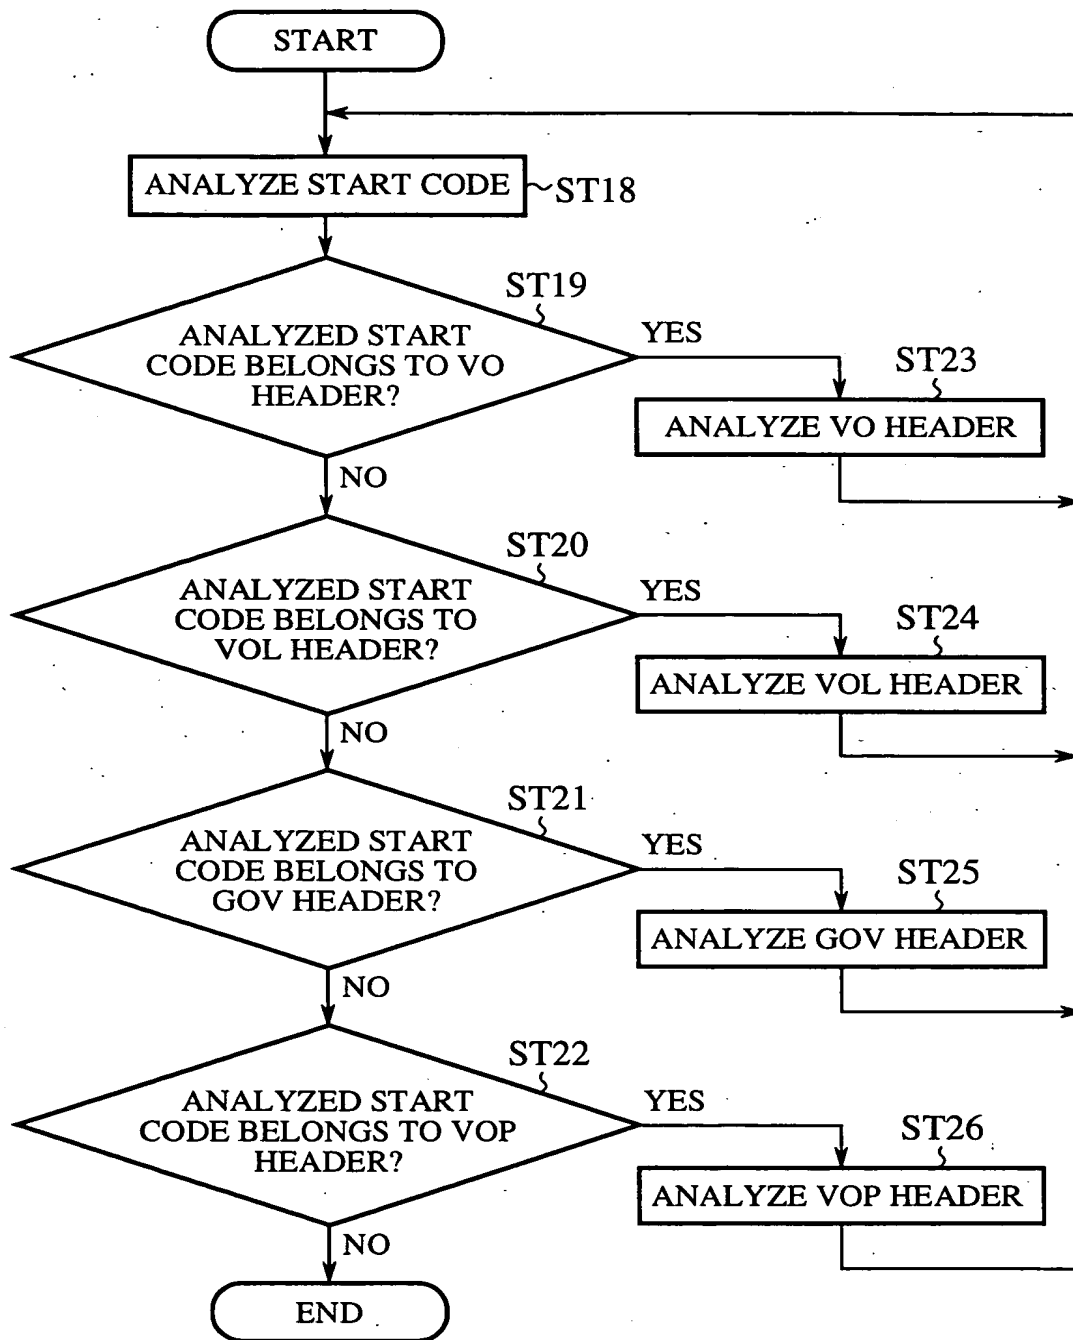 START
ANALYZE START CODE
ST18
ST19
ANALYZED START
CODE BELONGS TO VO
HEADER?
YES
ST23
ANALYZE VO HEADER
NO
ST20
ANALYZED START
CODE BELONGS TO
VOL HEADER?
YES
ST24
ANALYZE VOL HEADER
NO
ST21
ANALYZED START
CODE BELONGS TO
GOV HEADER?
YES
ST25
ANALYZE GOV HEADER
NO
ST22
ANALYZED START
CODE BELONGS TO VOP
HEADER?
YES
ST26
ANALYZE VOP HEADER
NO
END